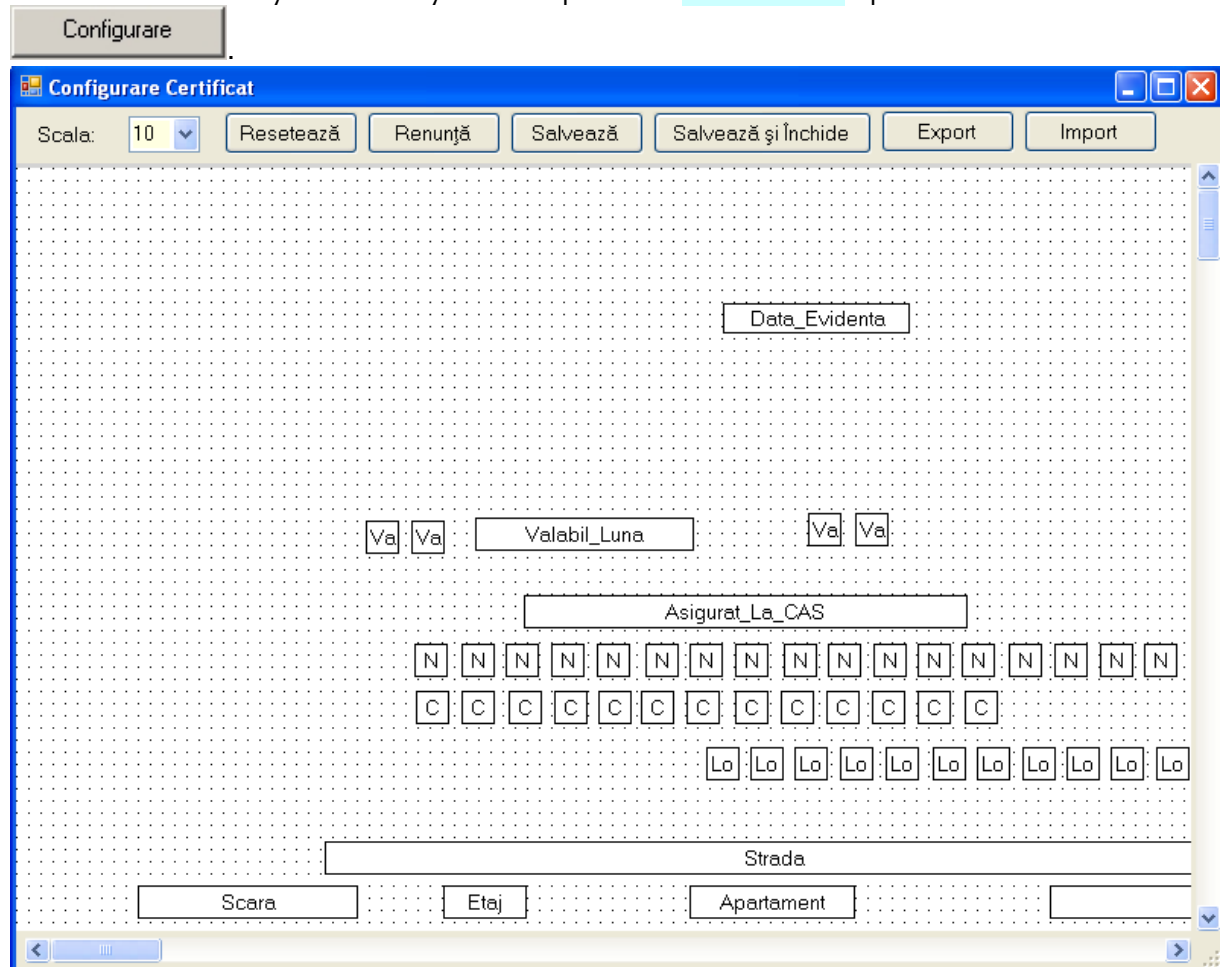 Configurare
.
Configurare Certificat
Scala: 10 Resetează Renunţă Salvează Salvează şi Închide Export Import
Data_Evidenta
Va Va Valabil_Luna Va Va
Asigurat_La_CAS
N N N N N N N N N N N N N N N N N
C C C C C C C C C C C C C
Lo Lo Lo Lo Lo Lo Lo Lo Lo Lo Lo
Strada
Scara Etaj Apartament